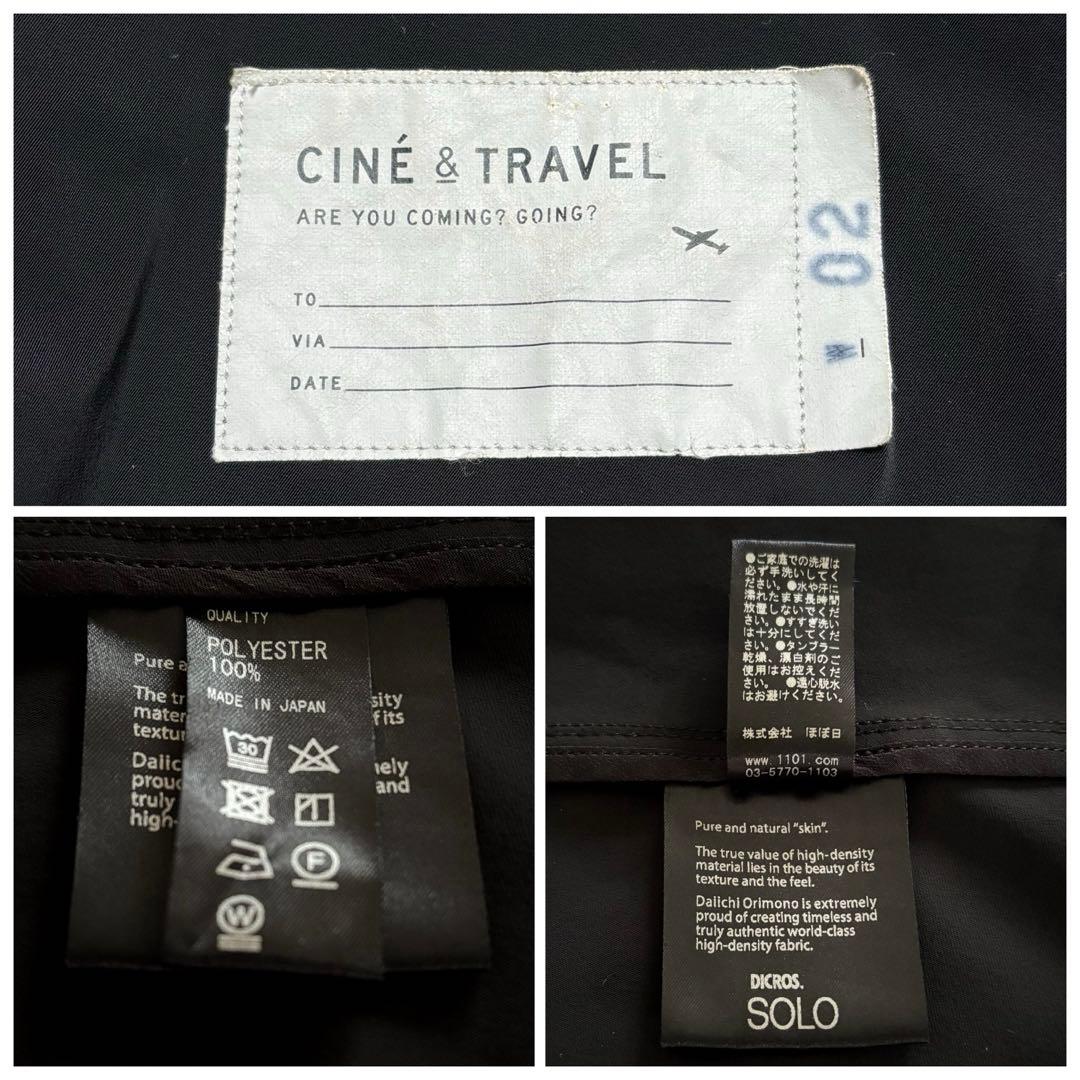 CINÉ & TRAVEL
ARE YOU COMING? GOING?
TO
VIA
DATE
W 02
QUALITY
POLYESTER
100%
MADE IN JAPAN
30
F
W
Pure a
The tr
mater
textu
Daiic
proud
truly
high-
sity
f its
nely
and
●ご家庭での洗濯は
必ず手洗いしてく
ださい。●水や汗に
濡れたまま長時間
放置しないでくだ
さい。●すすぎ洗い
は十分にしてくだ
さい。●タンブラー
乾燥、漂白剤のご
使用はお控えくだ
さい。 ●遠心脱水
はお避けください。
株式会社 ほぼ日
www.1101.com
03-5770-1103
Pure and natural "skin".
The true value of high-density
material lies in the beauty of its
texture and the feel.
Daiichi Orimono is extremely
proud of creating timeless and
truly authentic world-class
high-density fabric.
DICROS.
SOLO